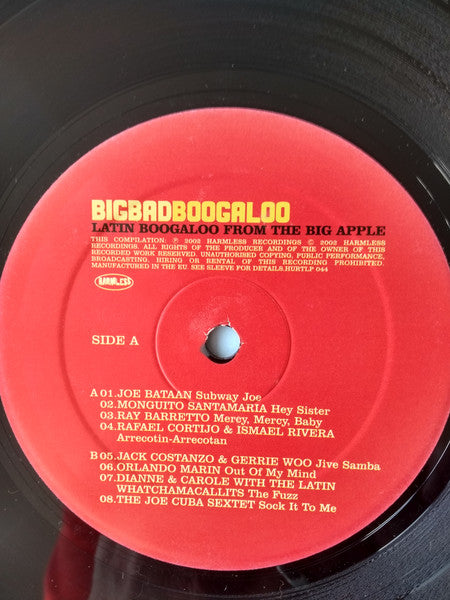 BIGBADBOOGALOO
LATIN BOOGALOO FROM THE BIG APPLE
THIS COMPILATION: ℗ 2002 HARMLESS RECORDINGS © 2002 HARMLESS
RECORDINGS. ALL RIGHTS OF THE PRODUCER AND OF THE OWNER OF THIS
RECORDED WORK RESERVED. UNAUTHORISED COPYING, PUBLIC PERFORMANCE,
BROADCASTING, HIRING OR RENTAL OF THIS RECORDING PROHIBITED.
MANUFACTURED IN THE EU. SEE SLEEVE FOR DETAILS.HURTLP 044
HARMLESS
SIDE A
A 01.JOE BATAAN Subway Joe
02.MONGUITO SANTAMARIA Hey Sister
03.RAY BARRETTO Mercy, Mercy, Baby
04.RAFAEL CORTIJO & ISMAEL RIVERA
Arrecotin-Arrecotan
B 05.JACK COSTANZO & GERRIE WOO Jive Samba
06.ORLANDO MARIN Out Of My Mind
07.DIANNE & CAROLE WITH THE LATIN
WHATCHAMACALLITS The Fuzz
08.THE JOE CUBA SEXTET Sock It To Me